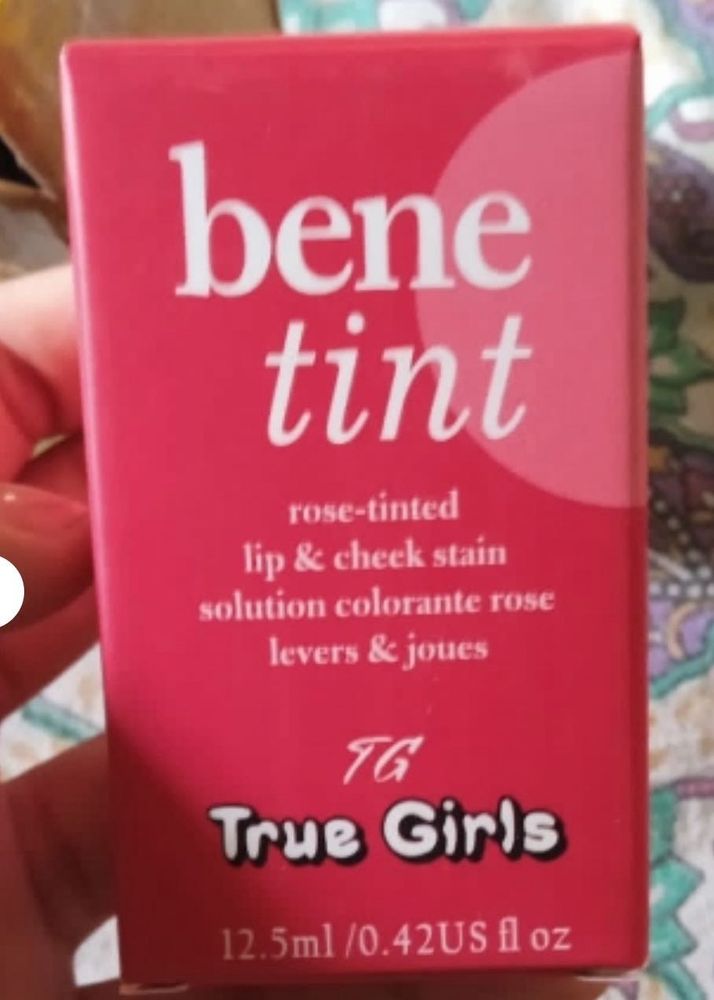 bene
tint
rose-tinted
lip & cheek stain
solution colorante rose
levers & joues
TG
True Girls
12.5ml /0.42US fl oz